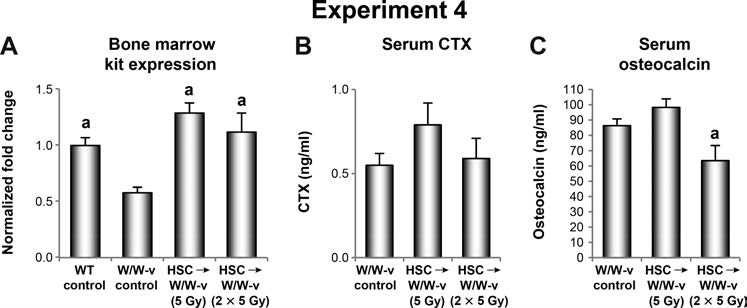 Experiment 4
A
Bone marrow
kit expression
Normalized fold change
1.5
1.0
0.5
0.0
a
a
a
WT
control
W/W-v
control
HSC →
W/W-v
(5 Gy)
HSC →
W/W-v
(2 × 5 Gy)
B
Serum CTX
CTX (ng/ml)
1.0
0.5
0.0
W/W-v
control
HSC →
W/W-v
(5 Gy)
HSC →
W/W-v
(2 × 5 Gy)
C
Serum
osteocalcin
Osteocalcin (ng/ml)
110
100
90
80
70
60
50
40
30
20
10
0
a
W/W-v
control
HSC →
W/W-v
(5 Gy)
HSC →
W/W-v
(2 × 5 Gy)